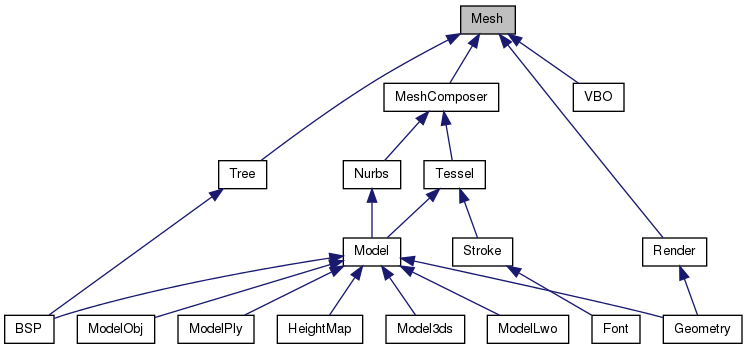 Mesh
MeshComposer
VBO
Tree
Nurbs
Tessel
Model
Stroke
Render
BSP
ModelObj
ModelPly
HeightMap
Model3ds
ModelLwo
Font
Geometry